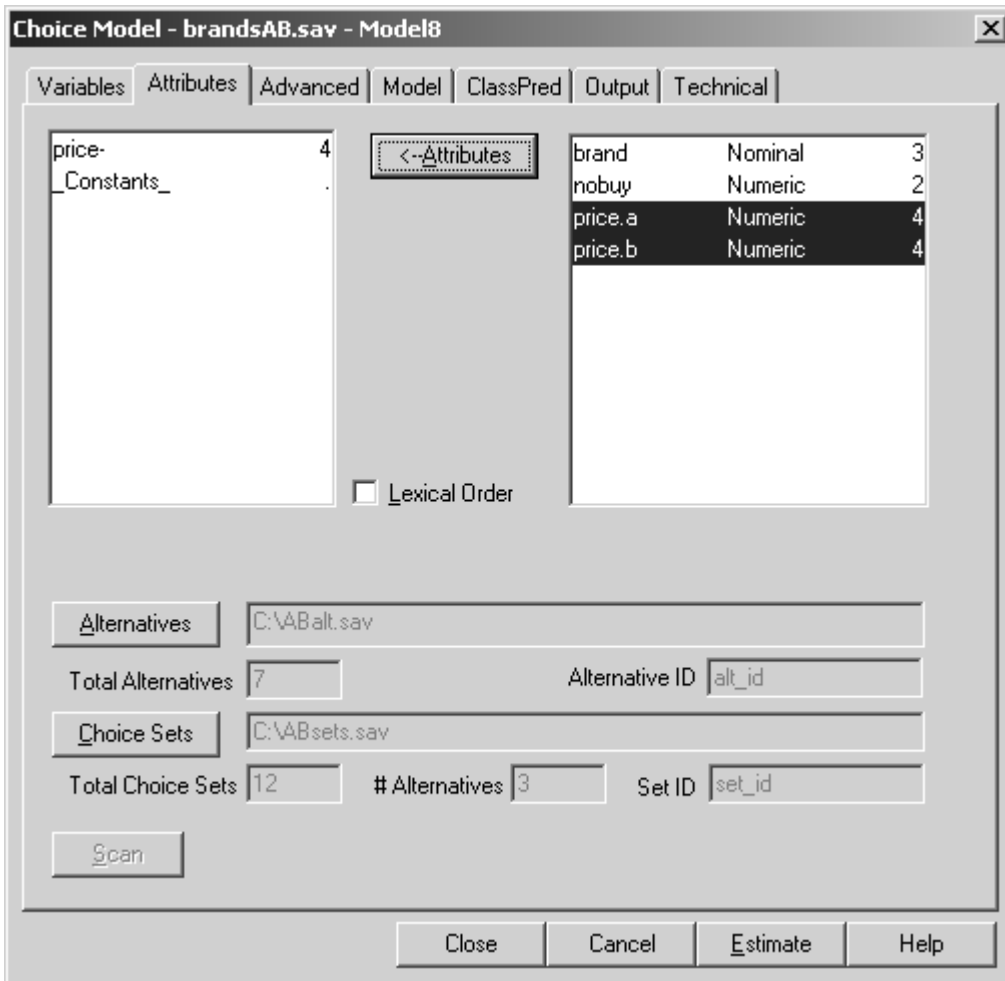 Choice Model - brandsAB.sav - Model8
Variables Attributes Advanced Model ClassPred Output Technical
price- 4
_Constants_ .
<--Attributes
brand Nominal 3
nobuy Numeric 2
price.a Numeric 4
price.b Numeric 4
Lexical Order
Alternatives C:\ABalt.sav
Total Alternatives 7 Alternative ID alt_id
Choice Sets C:\ABsets.sav
Total Choice Sets 12 # Alternatives 3 Set ID set_id
Scan
Close Cancel Estimate Help